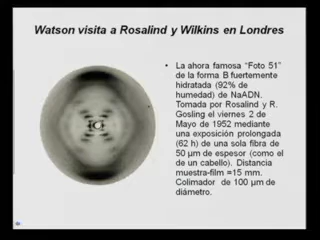 Watson visita a Rosalind y Wilkins en Londres
• La ahora famosa “Foto 51”
de la forma B fuertemente
hidratada (92% de
humedad) de NaADN.
Tomada por Rosalind y R.
Gosling el viernes 2 de
Mayo de 1952 mediante
una exposición prolongada
(62 h) de una sola fibra de
50 µm de espesor (como el
de un cabello). Distancia
muestra-film =15 mm.
Colimador de 100 µm de
diámetro.